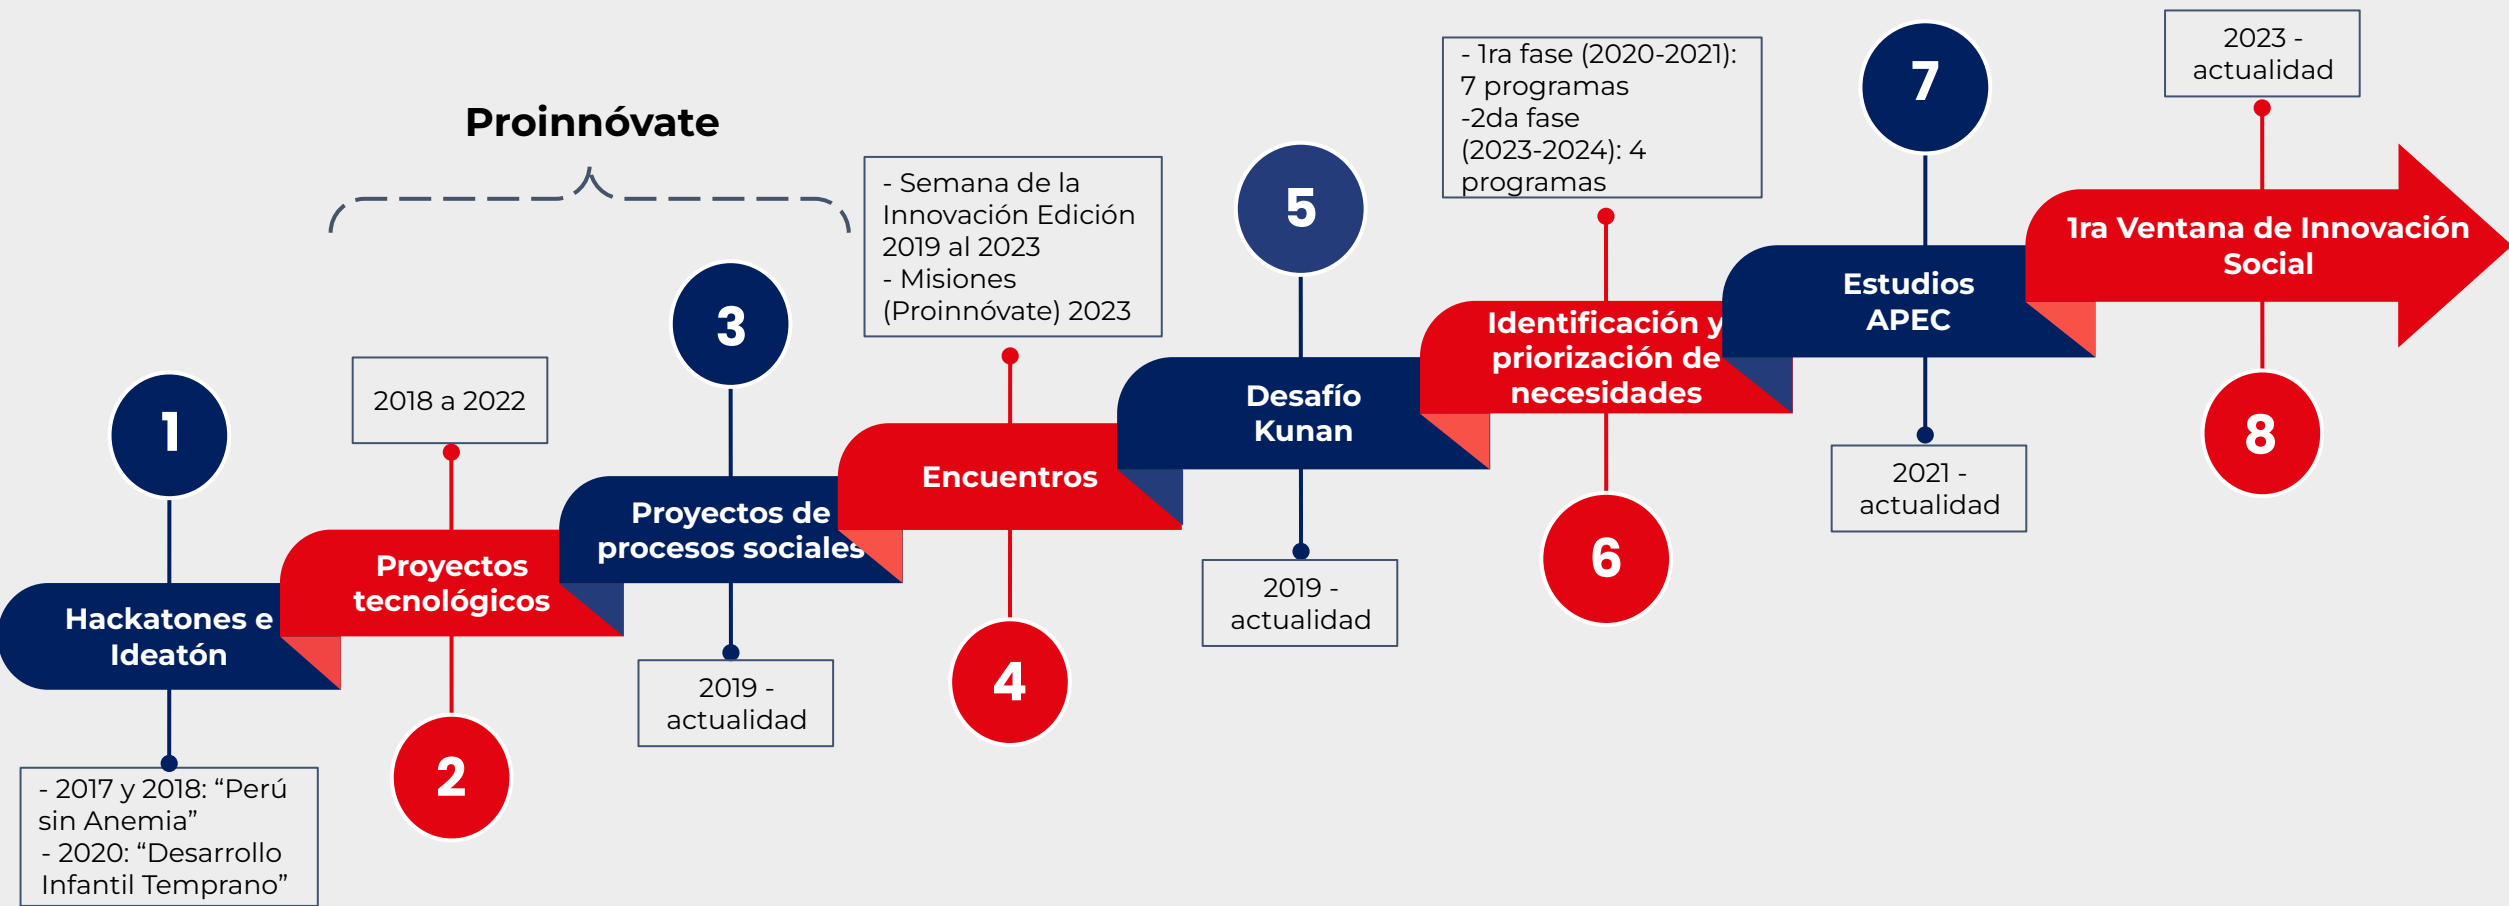 Proinnóvate
1
Hackatones e
Ideatón
- 2017 y 2018: “Perú
sin Anemia”
- 2020: “Desarrollo
Infantil Temprano”
2018 a 2022
Proyectos
tecnológicos
2
3
Proyectos de
procesos sociales
2019 -
actualidad
- Semana de la
Innovación Edición
2019 al 2023
- Misiones
(Proinnóvate) 2023
Encuentros
4
5
Desafío
Kunan
2019 -
actualidad
- 1ra fase (2020-2021):
7 programas
-2da fase
(2023-2024): 4
programas
Identificación y
priorización de
necesidades
6
7
Estudios
APEC
2021 -
actualidad
2023 -
actualidad
1ra Ventana de Innovación
Social
8